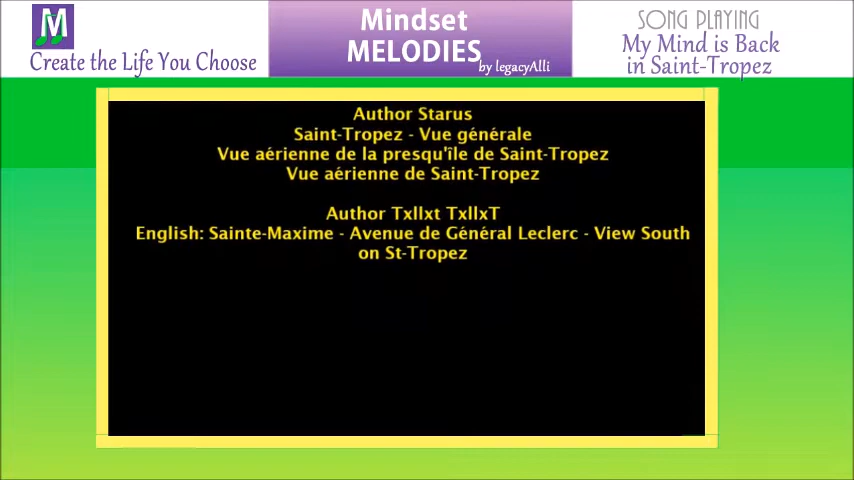 M
Create the Life You Choose
Mindset
MELODIES
by legacyAlli
SONG PLAYING
My Mind is Back
in Saint-Tropez
Author Starus
Saint-Tropez - Vue générale
Vue aérienne de la presqu'île de Saint-Tropez
Vue aérienne de Saint-Tropez
Author Txllxt TxllxT
English: Sainte-Maxime - Avenue de Général Leclerc - View South
on St-Tropez